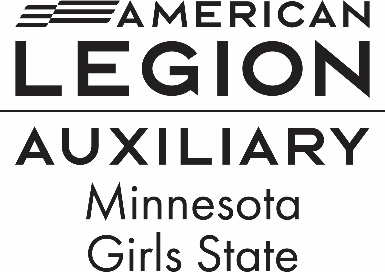 AMERICAN
LEGION
AUXILIARY
Minnesota
Girls State